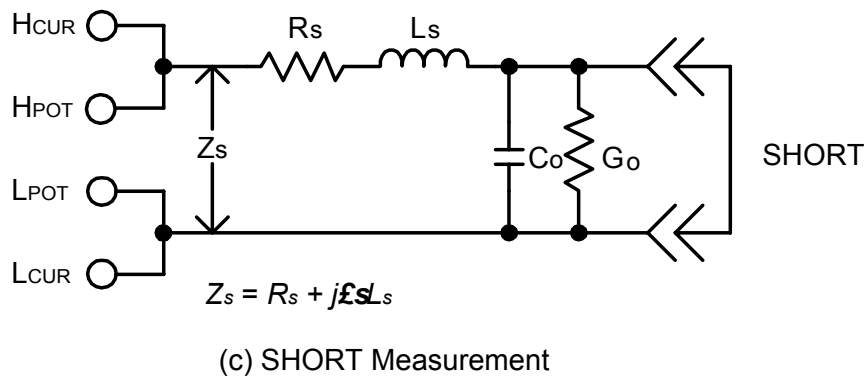 HCUR
Rs
Ls
HPOT
Zs
Co
Go
SHORT
LPOT
LCUR
Zs = Rs + j£sLs
(c) SHORT Measurement